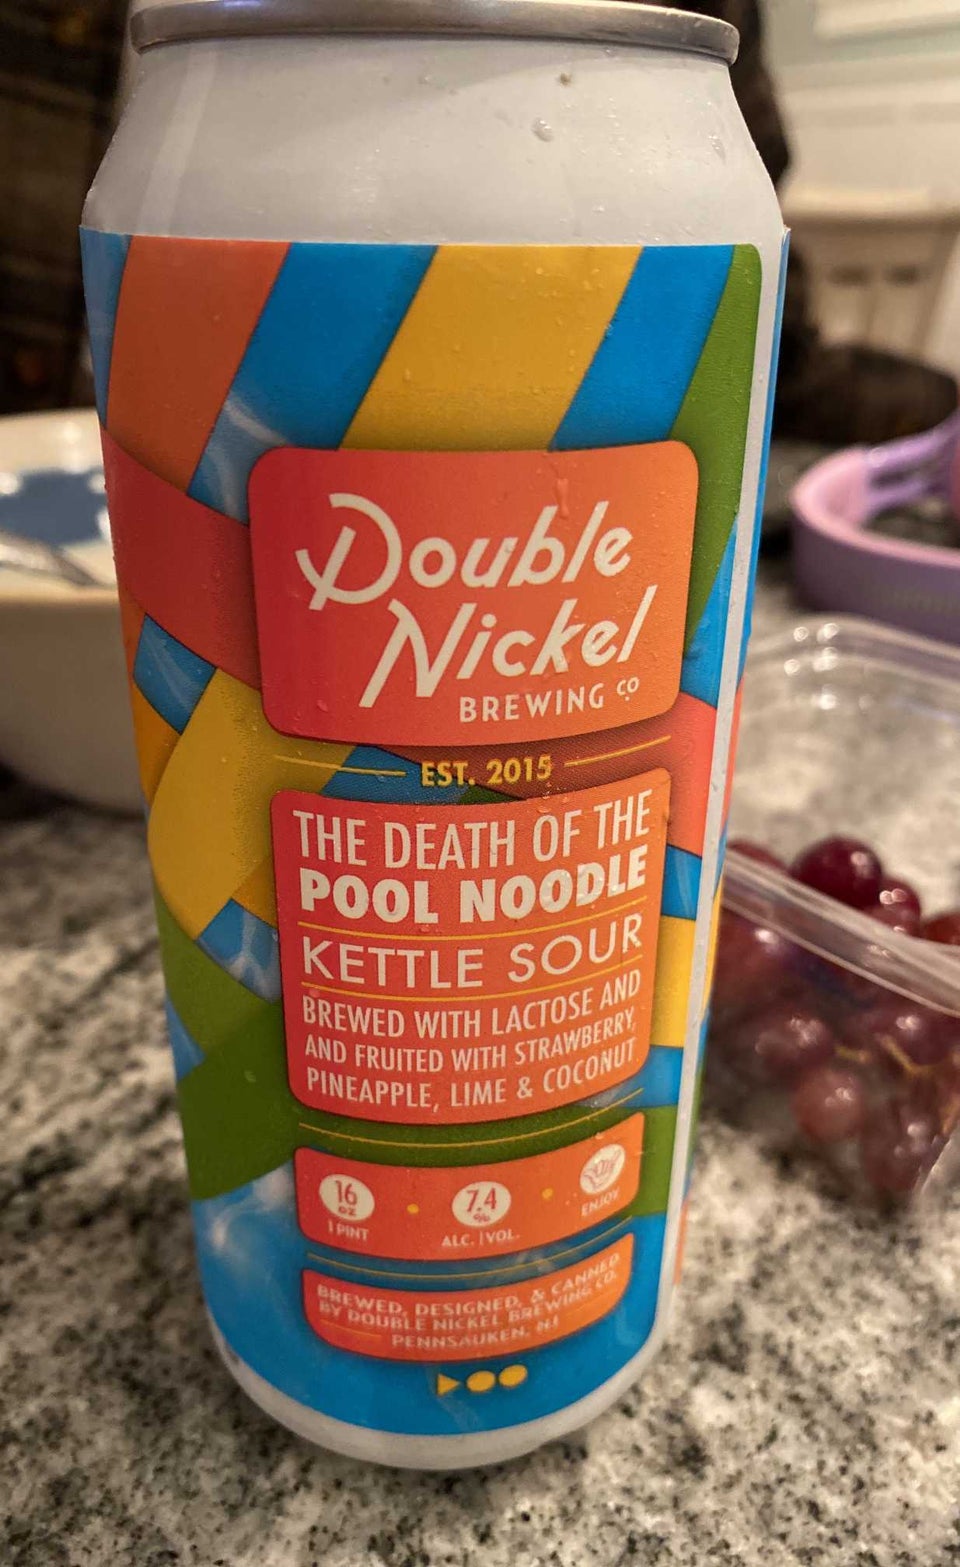 Double
Nickel
BREWING CO
EST. 2015
THE DEATH OF THE
POOL NOODLE
KETTLE SOUR
BREWED WITH LACTOSE AND
AND FRUITED WITH STRAWBERRY,
PINEAPPLE, LIME & COCONUT
16 OZ 7.4 %
1 PINT ALC. | VOL. ENJOY
BREWED, DESIGNED, & CANNED
BY DOUBLE NICKEL BREWING CO.
PENNSAUKEN, NJ